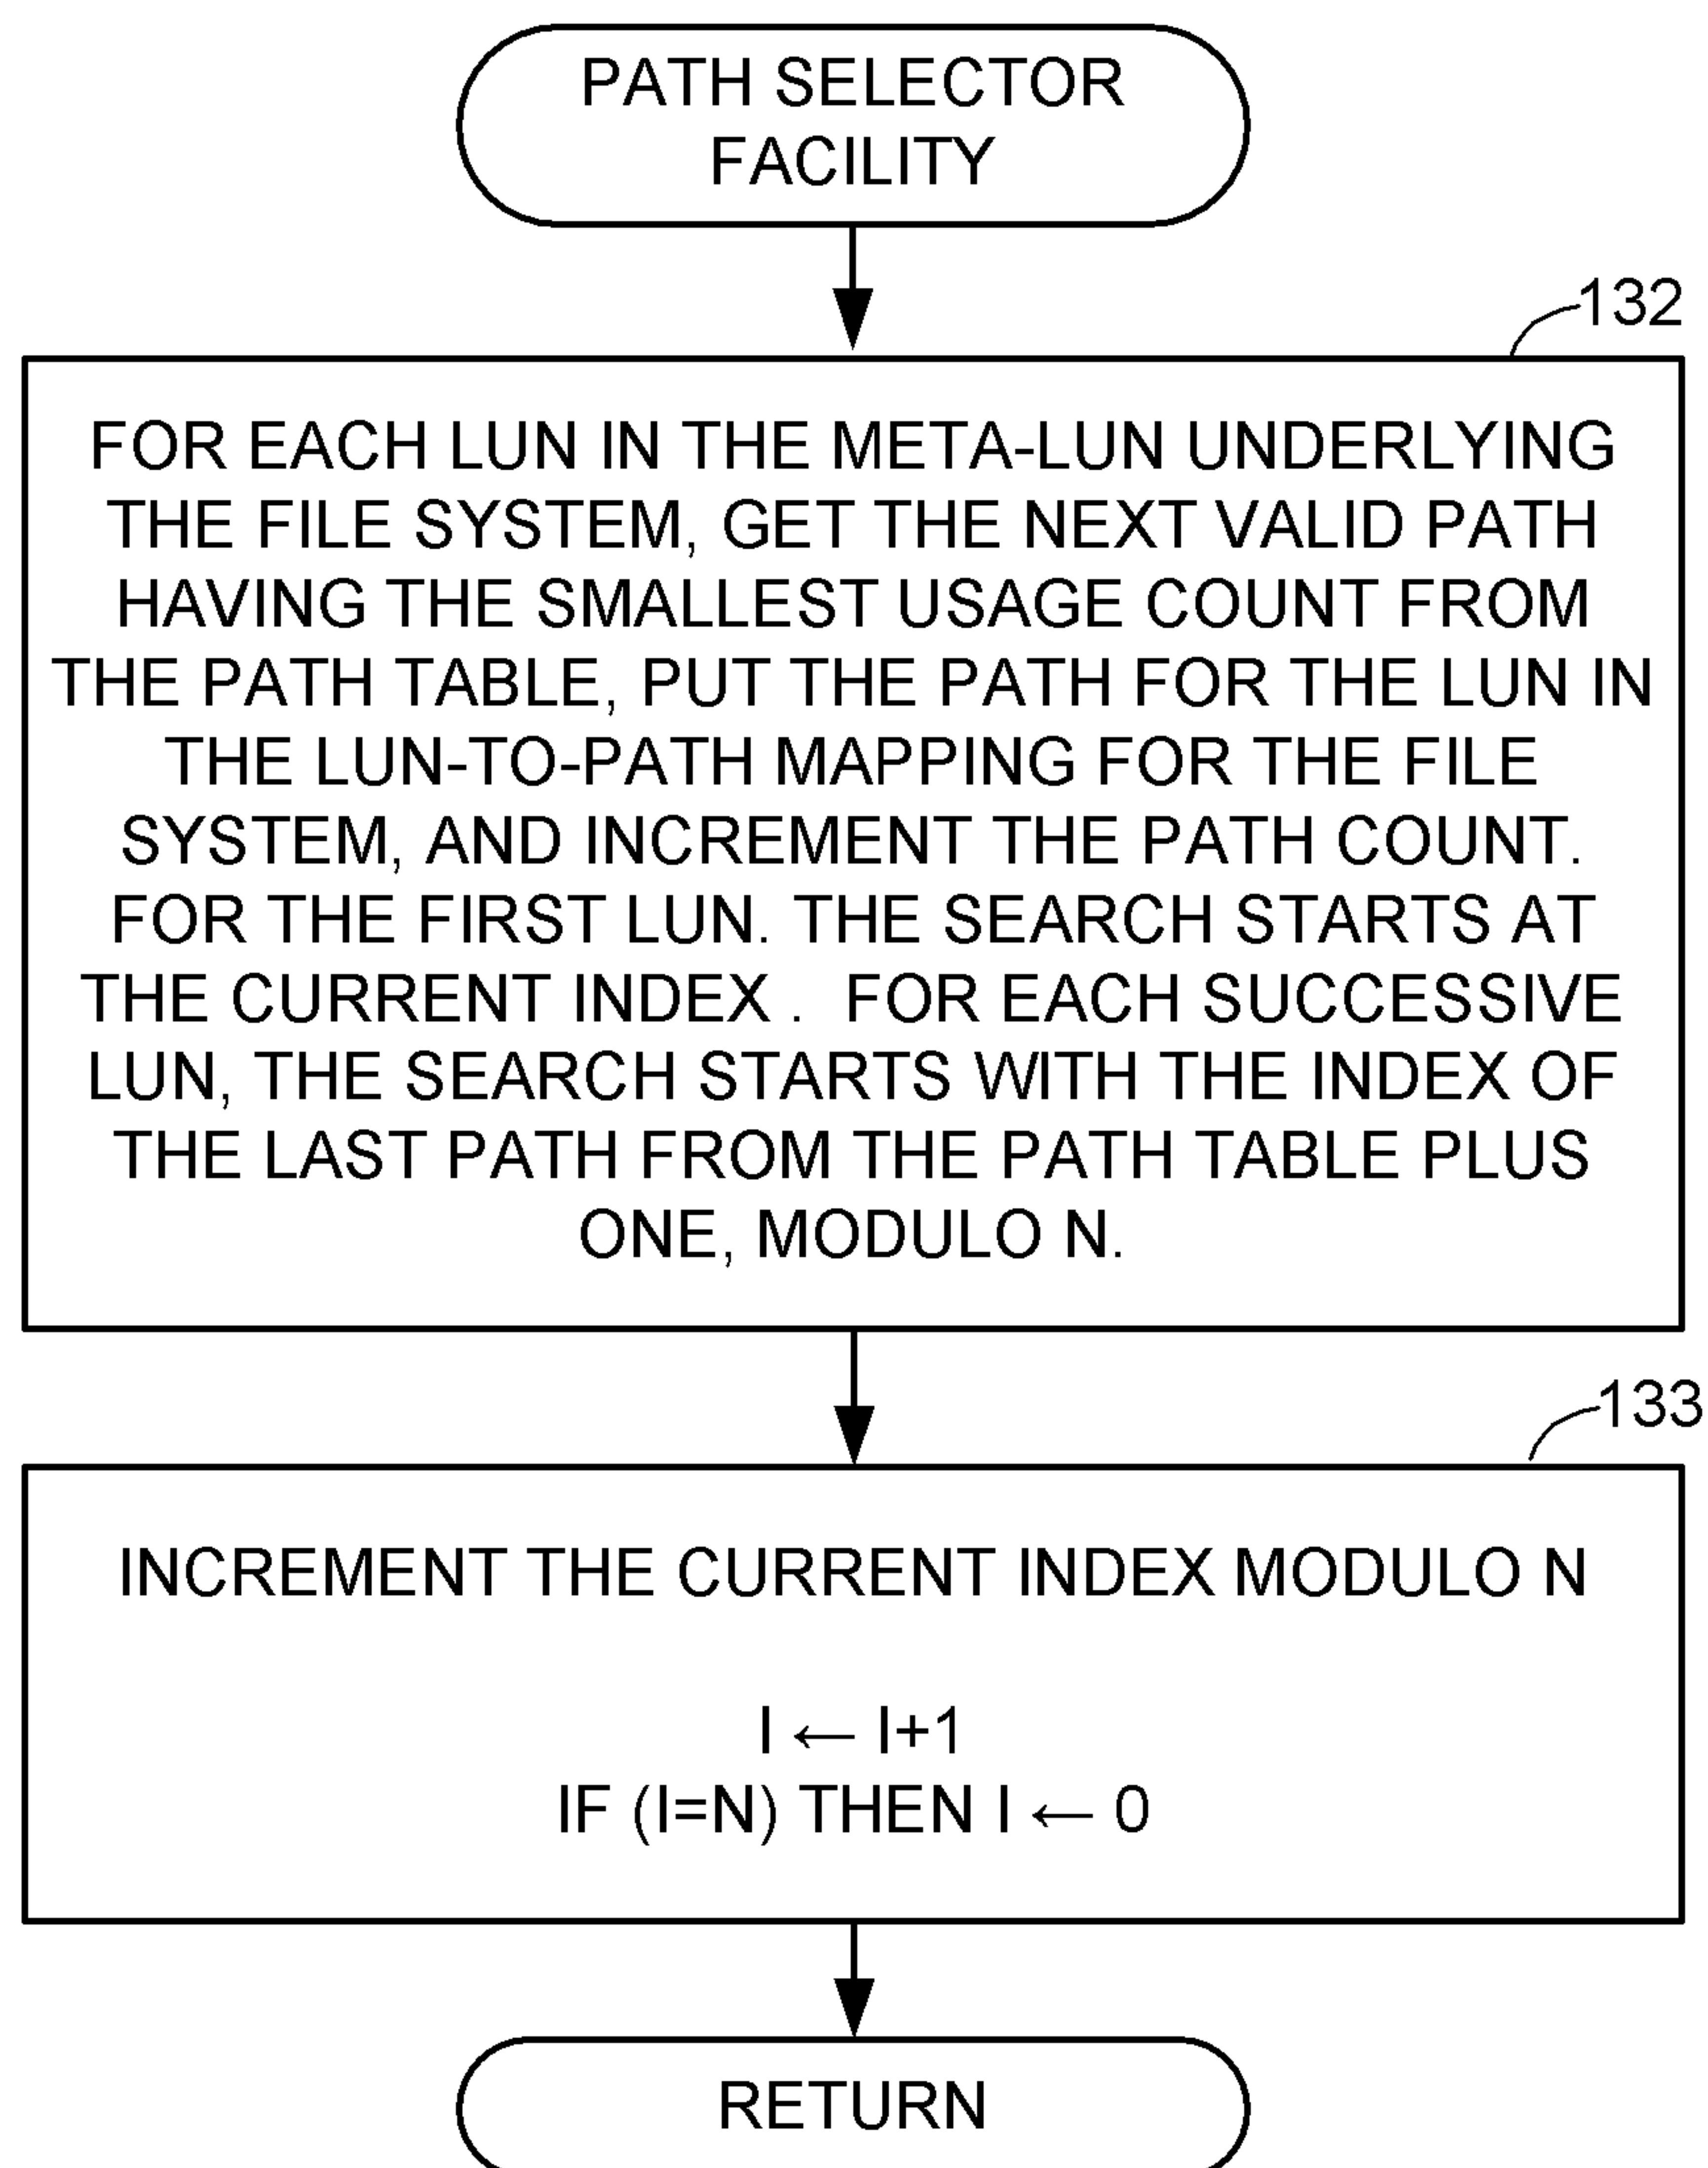 PATH SELECTOR
FACILITY
132
FOR EACH LUN IN THE META-LUN UNDERLYING
THE FILE SYSTEM, GET THE NEXT VALID PATH
HAVING THE SMALLEST USAGE COUNT FROM
THE PATH TABLE, PUT THE PATH FOR THE LUN IN
THE LUN-TO-PATH MAPPING FOR THE FILE
SYSTEM, AND INCREMENT THE PATH COUNT.
FOR THE FIRST LUN. THE SEARCH STARTS AT
THE CURRENT INDEX .  FOR EACH SUCCESSIVE
LUN, THE SEARCH STARTS WITH THE INDEX OF
THE LAST PATH FROM THE PATH TABLE PLUS
ONE, MODULO N.
133
INCREMENT THE CURRENT INDEX MODULO N
I ← I+1
IF (I=N) THEN I ← 0
RETURN